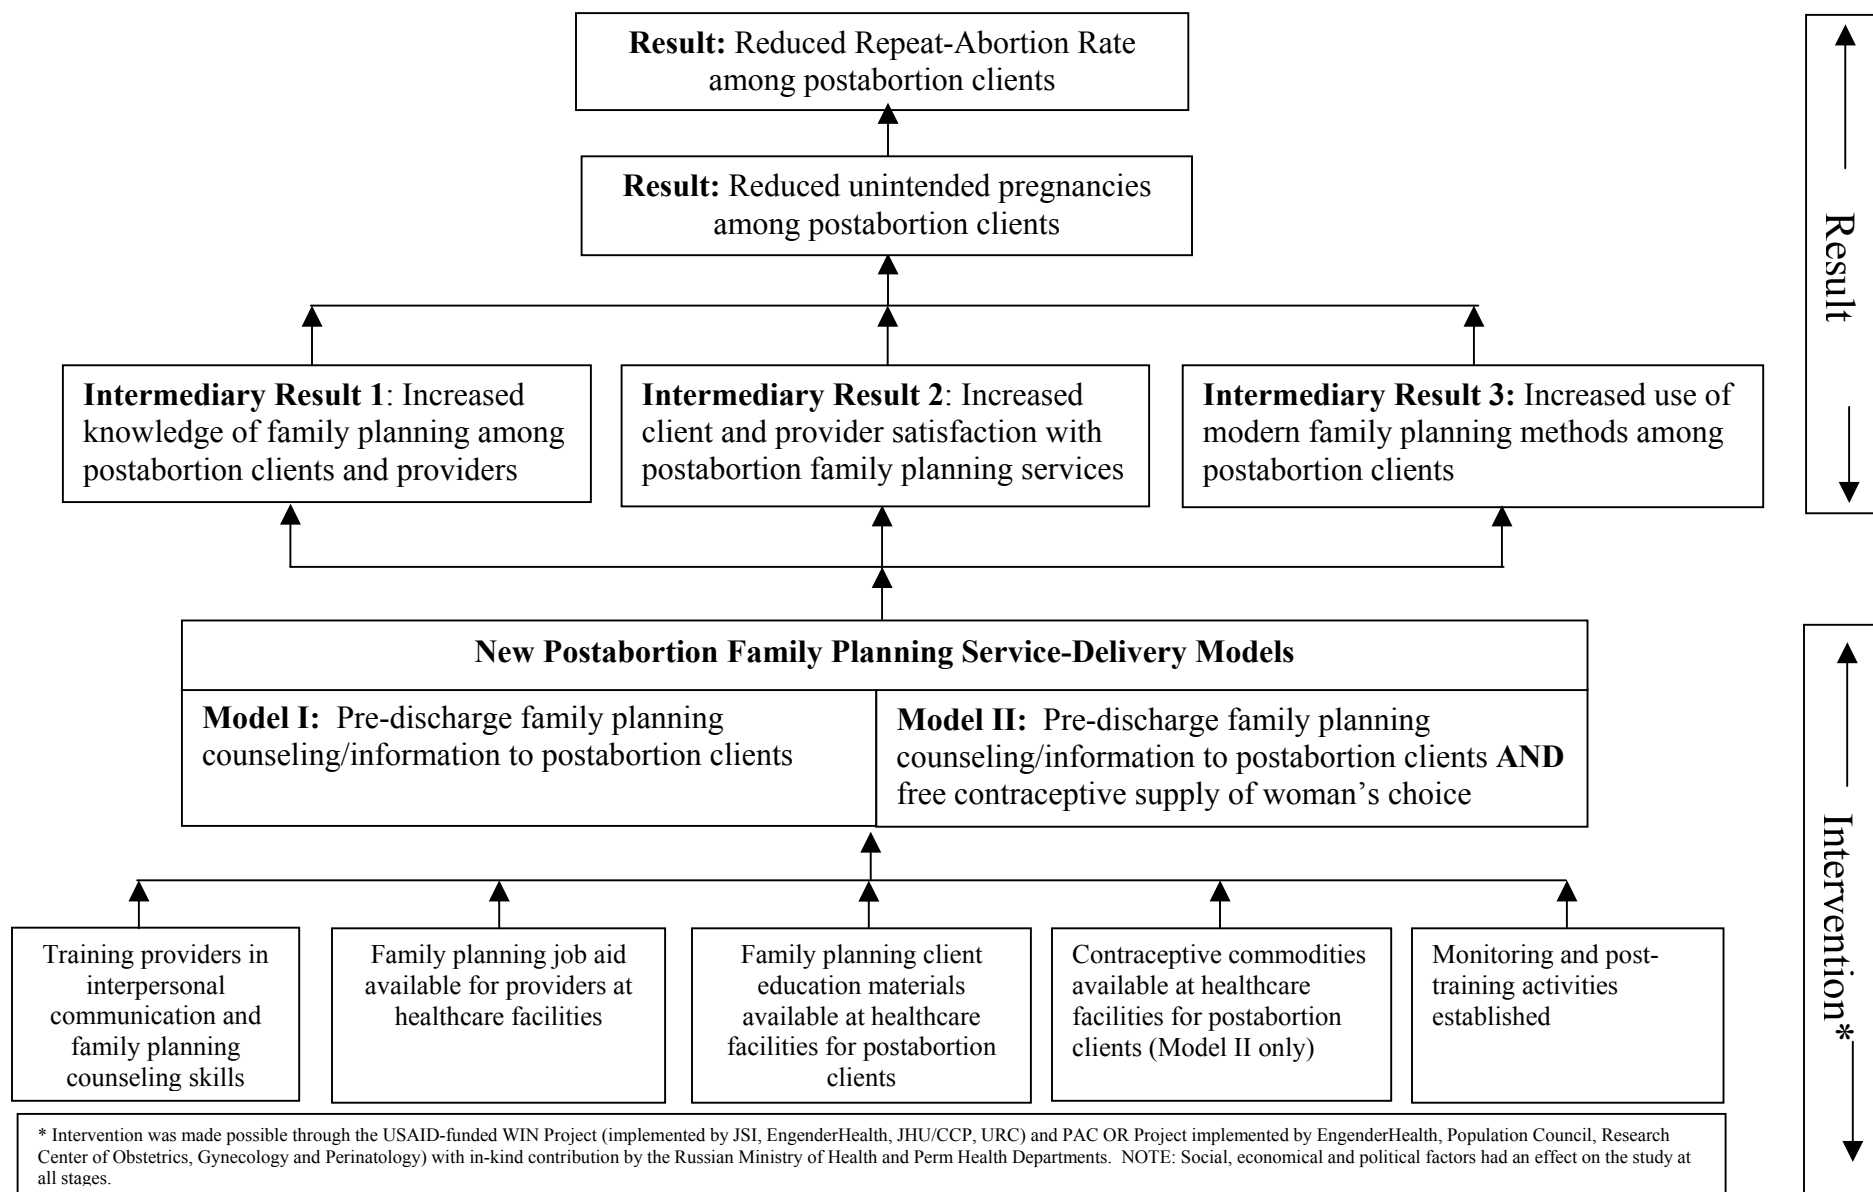 Result: Reduced Repeat-Abortion Rate
among postabortion clients
Result: Reduced unintended pregnancies
among postabortion clients
Result
Intermediary Result 1: Increased
knowledge of family planning among
postabortion clients and providers
Intermediary Result 2: Increased
client and provider satisfaction with
postabortion family planning services
Intermediary Result 3: Increased use of
modern family planning methods among
postabortion clients
New Postabortion Family Planning Service-Delivery Models
Model I: Pre-discharge family planning
counseling/information to postabortion clients
Model II: Pre-discharge family planning
counseling/information to postabortion clients AND
free contraceptive supply of woman’s choice
Intervention*
Training providers in
interpersonal
communication and
family planning
counseling skills
Family planning job aid
available for providers at
healthcare facilities
Family planning client
education materials
available at healthcare
facilities for postabortion
clients
Contraceptive commodities
available at healthcare
facilities for postabortion
clients (Model II only)
Monitoring and post-
training activities
established
* Intervention was made possible through the USAID-funded WIN Project (implemented by JSI, EngenderHealth, JHU/CCP, URC) and PAC OR Project implemented by EngenderHealth, Population Council, Research
Center of Obstetrics, Gynecology and Perinatology) with in-kind contribution by the Russian Ministry of Health and Perm Health Departments. NOTE: Social, economical and political factors had an effect on the study at
all stages.